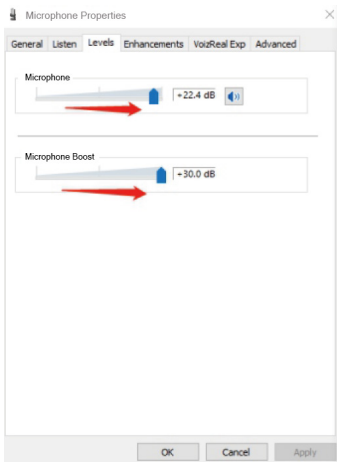 Microphone Properties
General Listen Levels Enhancements VoizReal Exp Advanced
Microphone
+22.4 dB
Microphone Boost
+30.0 dB
OK Cancel Apply